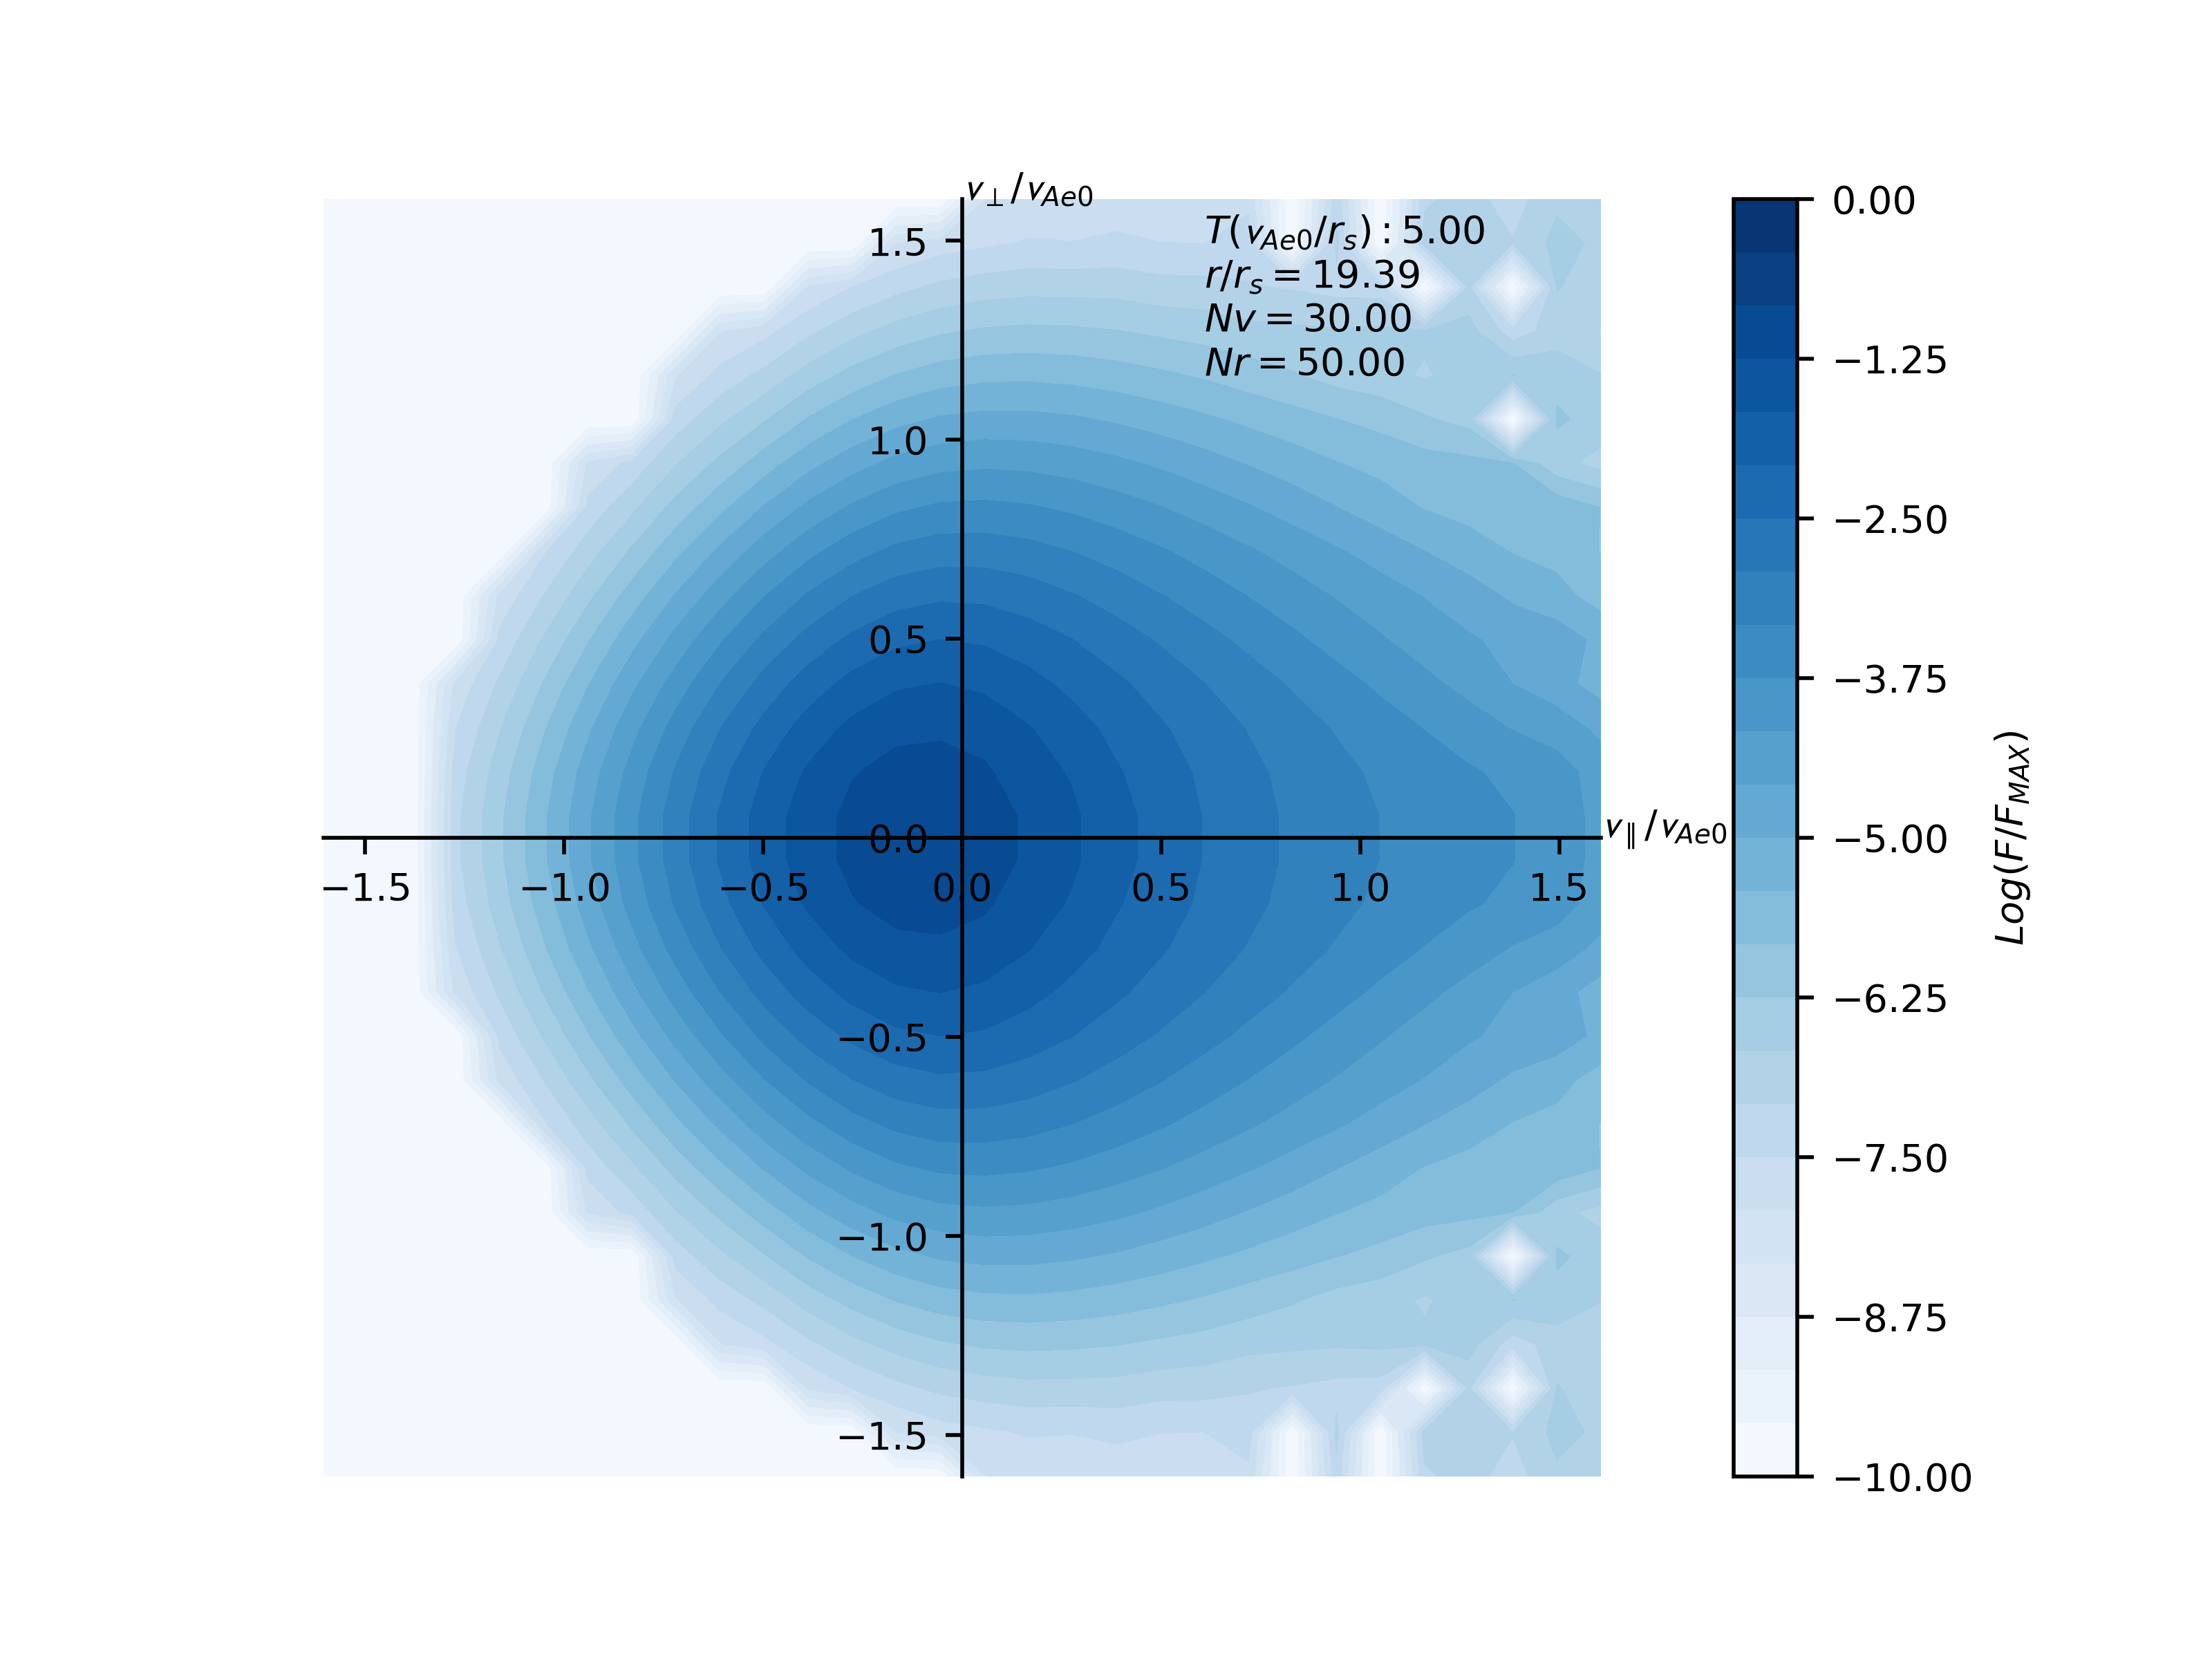 v⊥/vAe0
T(vAe0/rs):5.00
r/rs=19.39
Nv=30.00
Nr=50.00
1.5
1.0
0.5
0.0
−0.5
−1.0
−1.5
−1.5 −1.0 −0.5 0.0 0.5 1.0 1.5
v∥/vAe0
0.00
−1.25
−2.50
−3.75
−5.00
−6.25
−7.50
−8.75
−10.00
Log(F/FMAX)